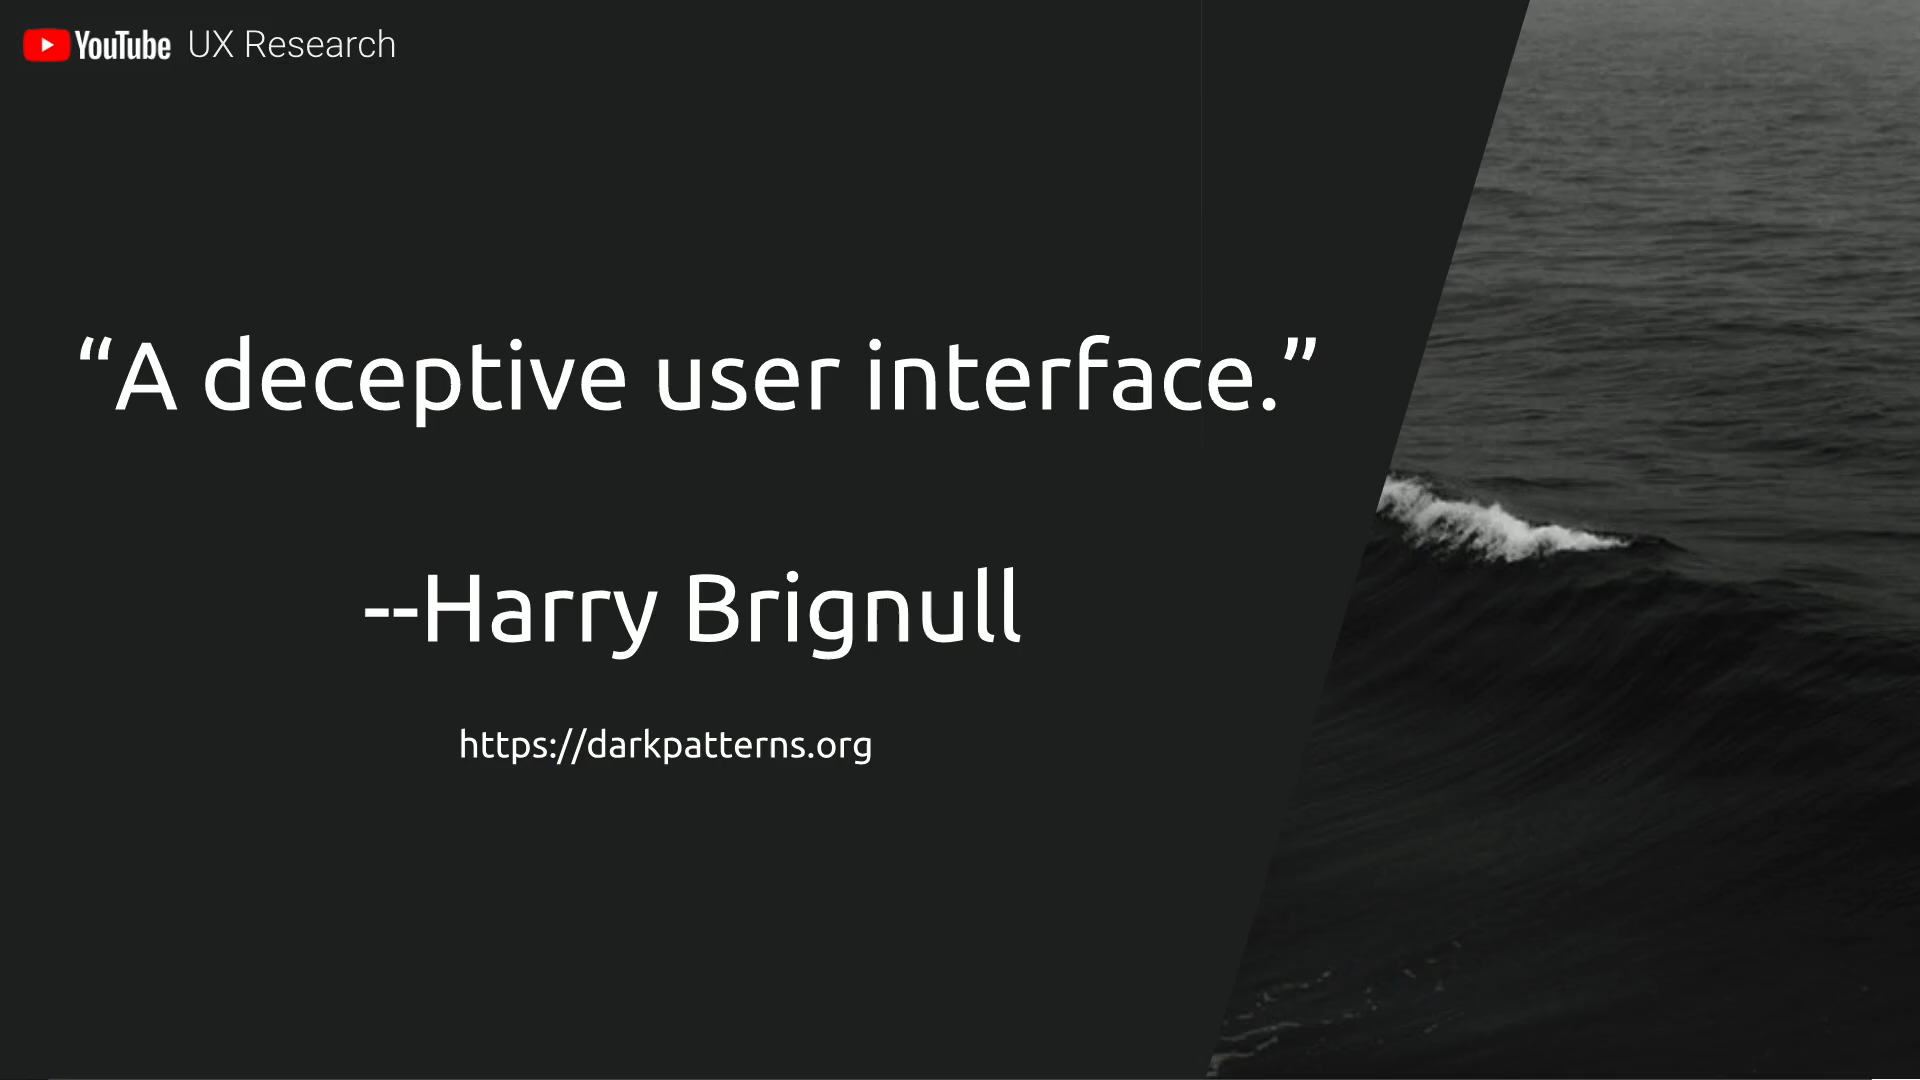 YouTube UX Research
“A deceptive user interface.”
--Harry Brignull
https://darkpatterns.org